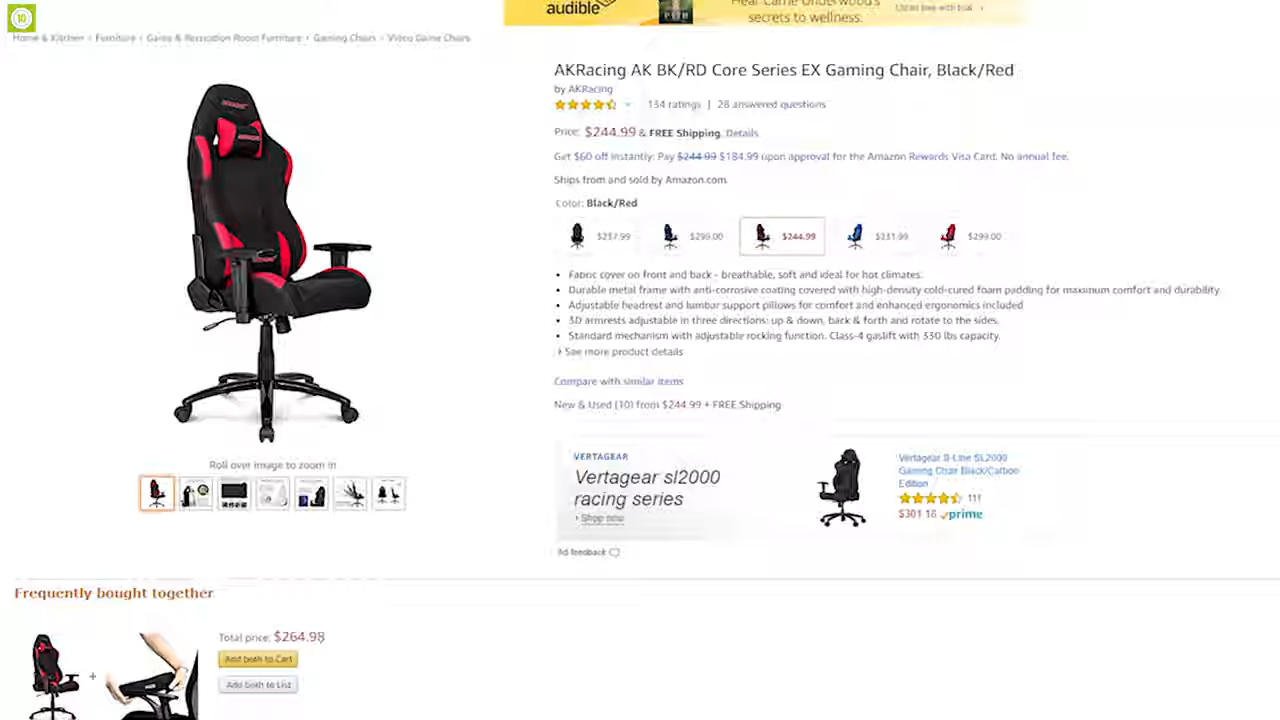 10
audible
Hear Carrie Underwood's
secrets to wellness.
Home & Kitchen › Furniture › Game & Recreation Room Furniture › Gaming Chairs › Video Game Chairs
AKRacing AK BK/RD Core Series EX Gaming Chair, Black/Red
by AKRacing
134 ratings | 28 answered questions
Price: $244.99 & FREE Shipping. Details
Get $60 off instantly: Pay $244.99 $184.99 upon approval for the Amazon Rewards Visa Card. No annual fee.
Ships from and sold by Amazon.com.
Color: Black/Red
$237.99 $299.00 $244.99 $231.99 $299.00
• Fabric cover on front and back - breathable, soft and ideal for hot climates.
• Durable metal frame with anti-corrosive coating covered with high-density cold-cured foam padding for maximum comfort and durability.
• Adjustable headrest and lumbar support pillows for comfort and enhanced ergonomics included
• 3D armrests adjustable in three directions: up & down, back & forth and rotate to the sides.
• Standard mechanism with adjustable rocking function. Class-4 gaslift with 330 lbs capacity.
› See more product details
Compare with similar items
New & Used (10) from $244.99 + FREE Shipping
Roll over image to zoom in
VERTAGEAR
Vertagear sl2000
racing series
› Shop now
Vertagear S-Line SL2000
Gaming Chair Black/Carbon
Edition
111
$301.18 prime
Ad feedback
Frequently bought together
Total price: $264.98
+
Add both to Cart
Add both to List